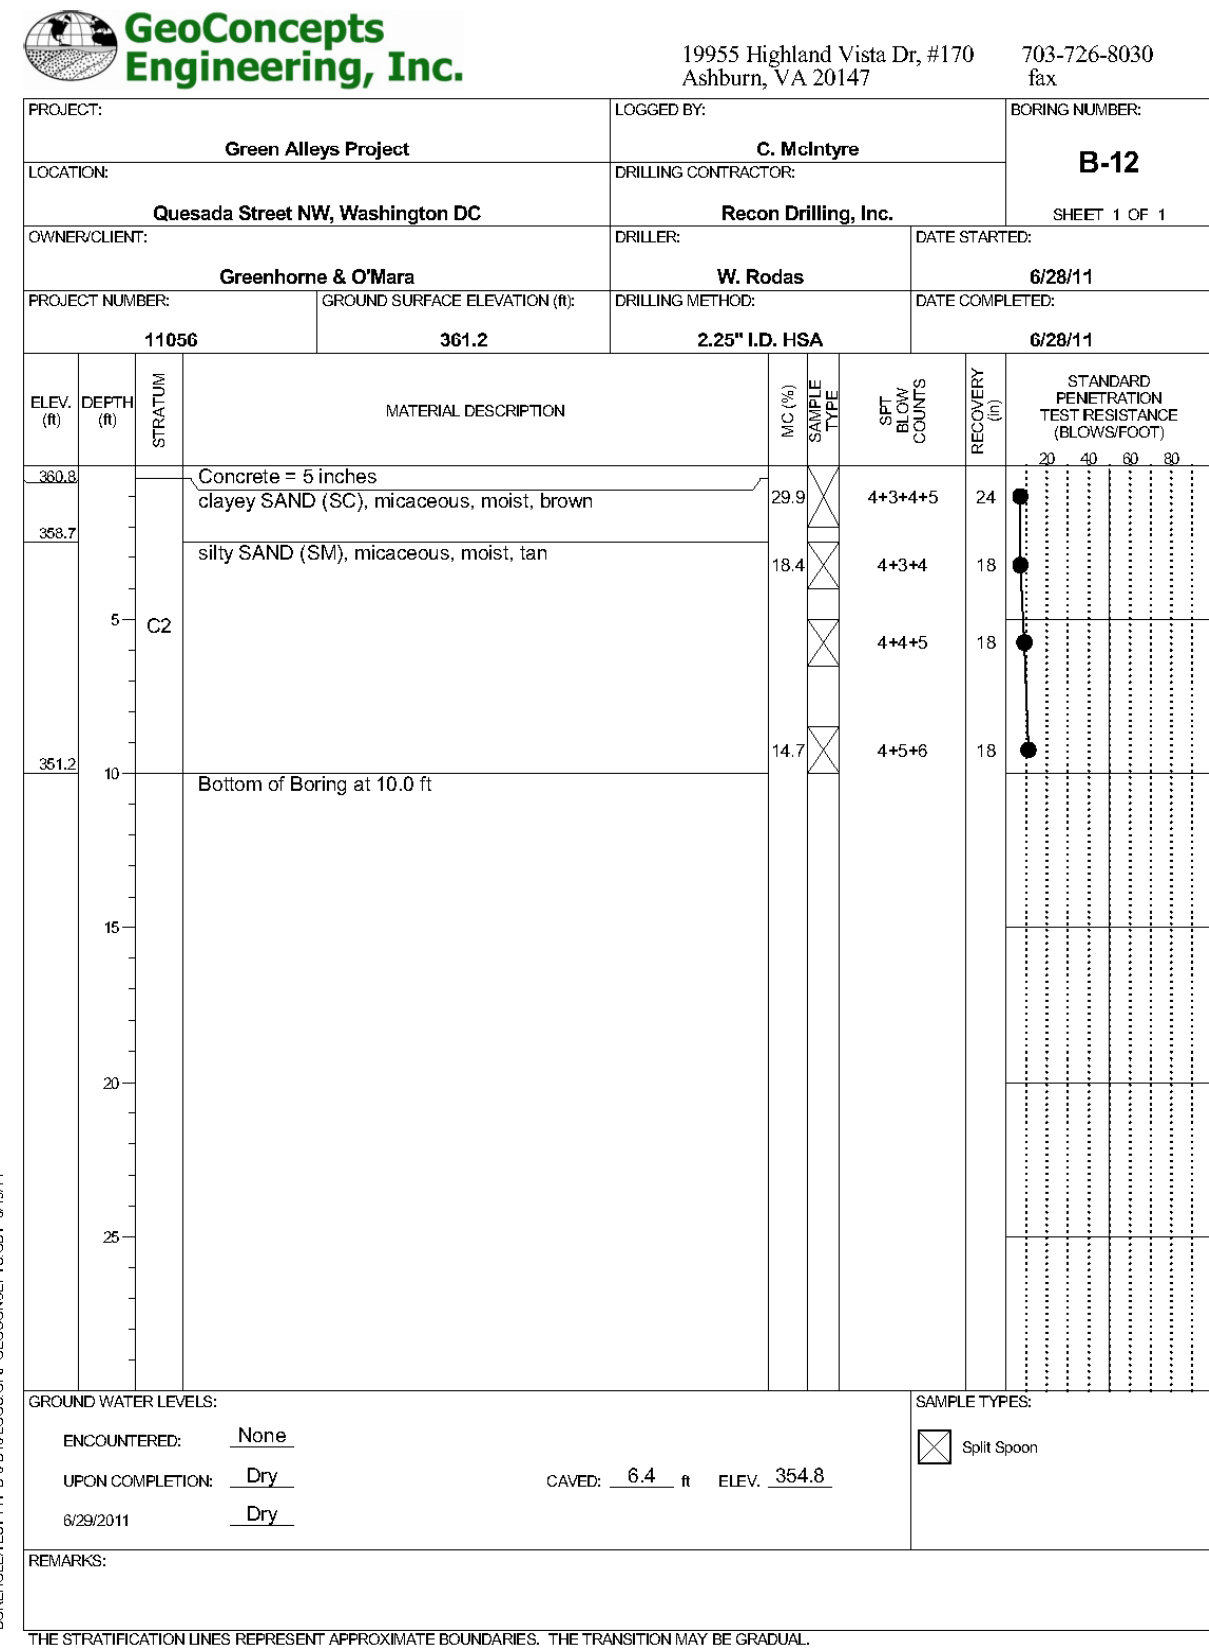 GeoConcepts
Engineering, Inc.
19955 Highland Vista Dr, #170 703-726-8030
Ashburn, VA 20147 fax
PROJECT: LOGGED BY: BORING NUMBER:
Green Alleys Project C. McIntyre
B-12
LOCATION: DRILLING CONTRACTOR:
Quesada Street NW, Washington DC Recon Drilling, Inc. SHEET 1 OF 1
OWNER/CLIENT: DRILLER: DATE STARTED:
Greenhorne & O'Mara W. Rodas 6/28/11
PROJECT NUMBER: GROUND SURFACE ELEVATION (ft): DRILLING METHOD: DATE COMPLETED:
11056 361.2 2.25" I.D. HSA 6/28/11
ELEV. (ft)
DEPTH (ft)
STRATUM
MATERIAL DESCRIPTION
MC (%)
SAMPLE TYPE
SPT BLOW COUNTS
RECOVERY (in)
STANDARD
PENETRATION
TEST RESISTANCE
(BLOWS/FOOT)
20 40 60 80
360.8 Concrete = 5 inches
clayey SAND (SC), micaceous, moist, brown 29.9 4+3+4+5 24
358.7
silty SAND (SM), micaceous, moist, tan 18.4 4+3+4 18
5 C2
4+4+5 18
14.7 4+5+6 18
351.2
10
Bottom of Boring at 10.0 ft
15
20
25
GROUND WATER LEVELS: SAMPLE TYPES:
ENCOUNTERED: None
Split Spoon
UPON COMPLETION: Dry CAVED: 6.4 ft ELEV. 354.8
6/29/2011 Dry
REMARKS:
THE STRATIFICATION LINES REPRESENT APPROXIMATE BOUNDARIES. THE TRANSITION MAY BE GRADUAL.